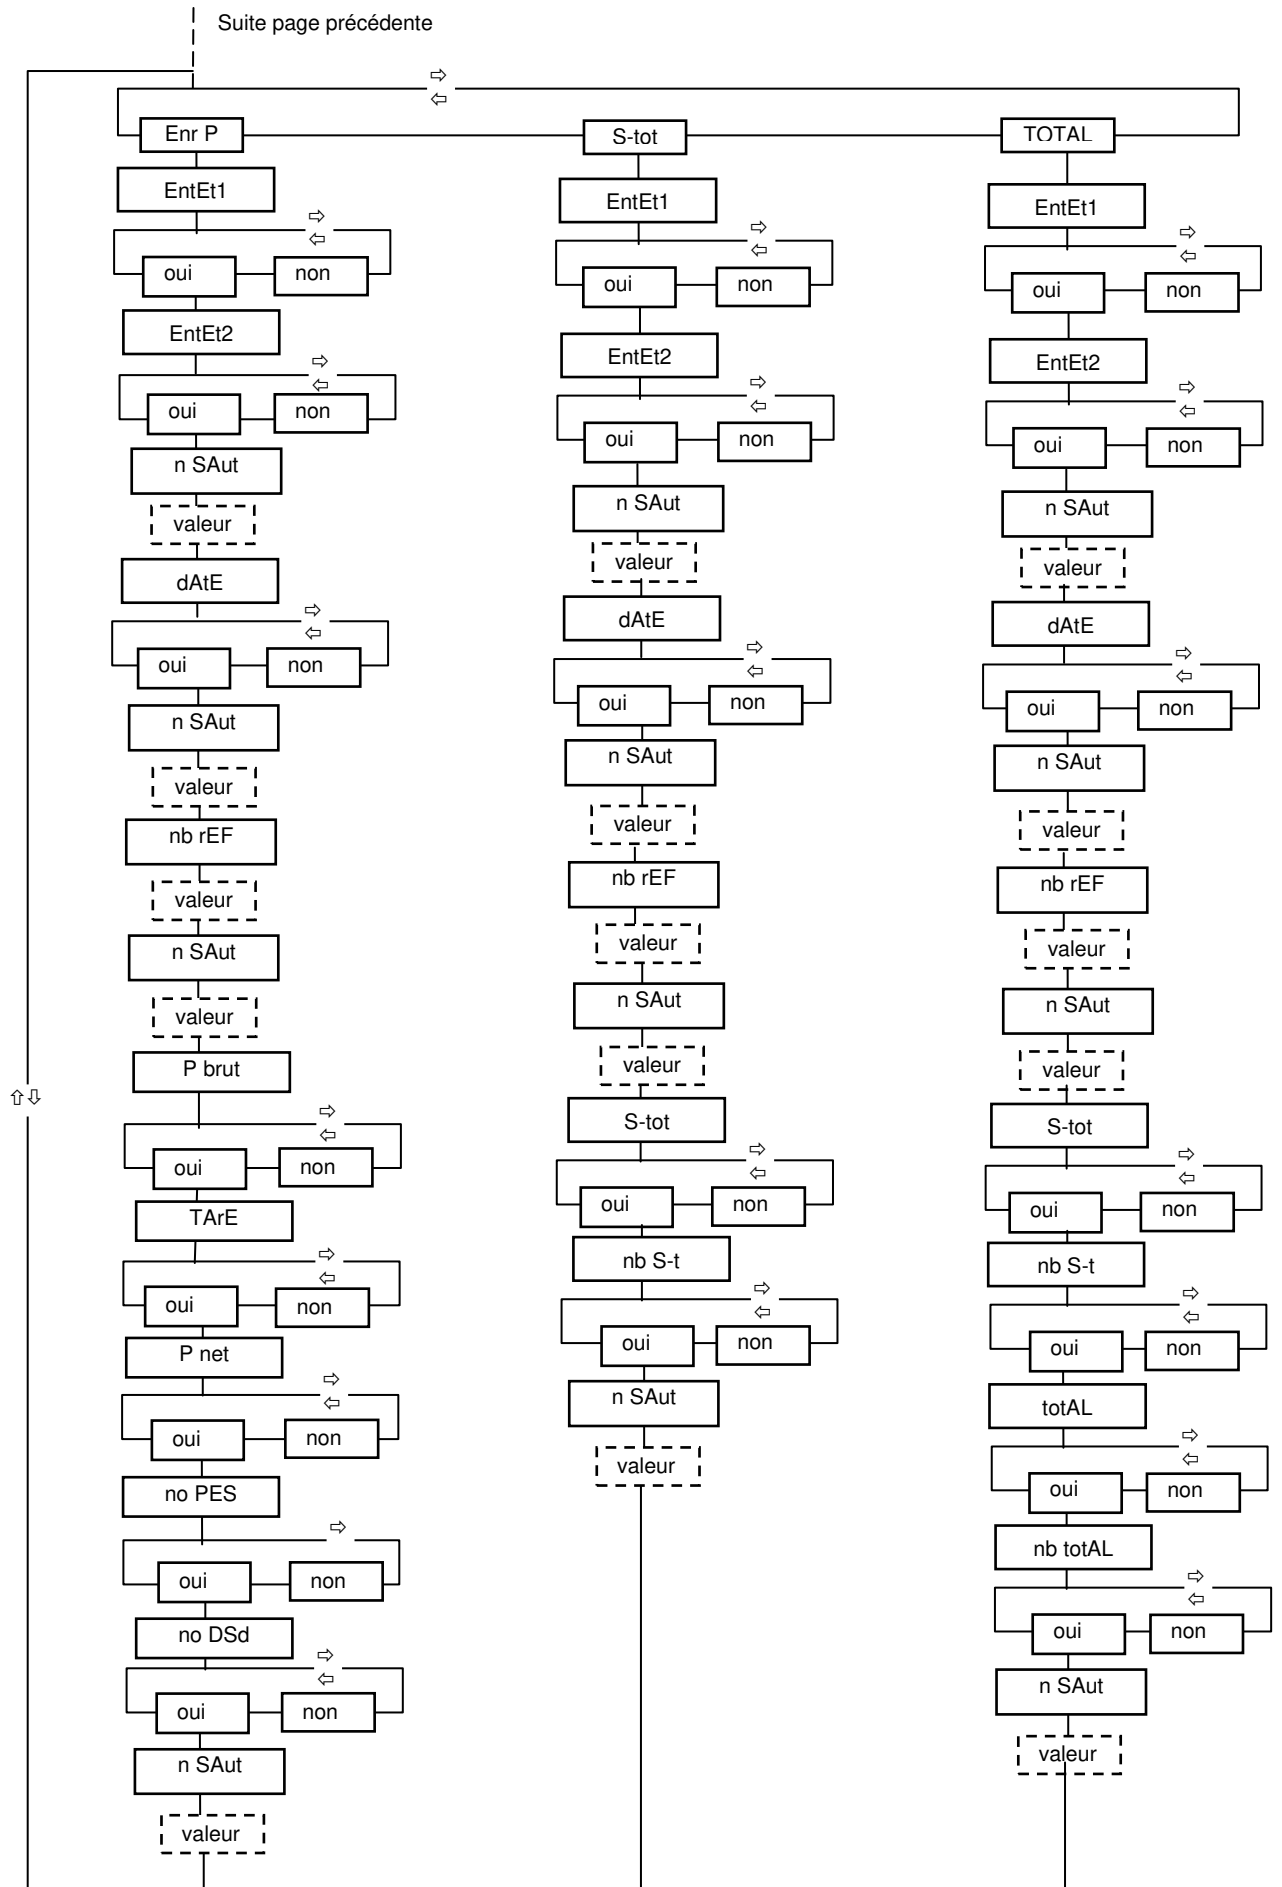 Suite page précédente
Enr P
EntEt1
oui non
EntEt2
oui non
n SAut
valeur
dAtE
oui non
n SAut
valeur
nb rEF
valeur
n SAut
valeur
P brut
oui non
TArE
oui non
P net
oui non
no PES
oui non
no DSd
oui non
n SAut
valeur
S-tot
EntEt1
oui non
EntEt2
oui non
n SAut
valeur
dAtE
oui non
n SAut
valeur
nb rEF
valeur
n SAut
valeur
S-tot
oui non
nb S-t
oui non
n SAut
valeur
TOTAL
EntEt1
oui non
EntEt2
oui non
n SAut
valeur
dAtE
oui non
n SAut
valeur
nb rEF
valeur
n SAut
valeur
S-tot
oui non
nb S-t
oui non
totAL
oui non
nb totAL
oui non
n SAut
valeur